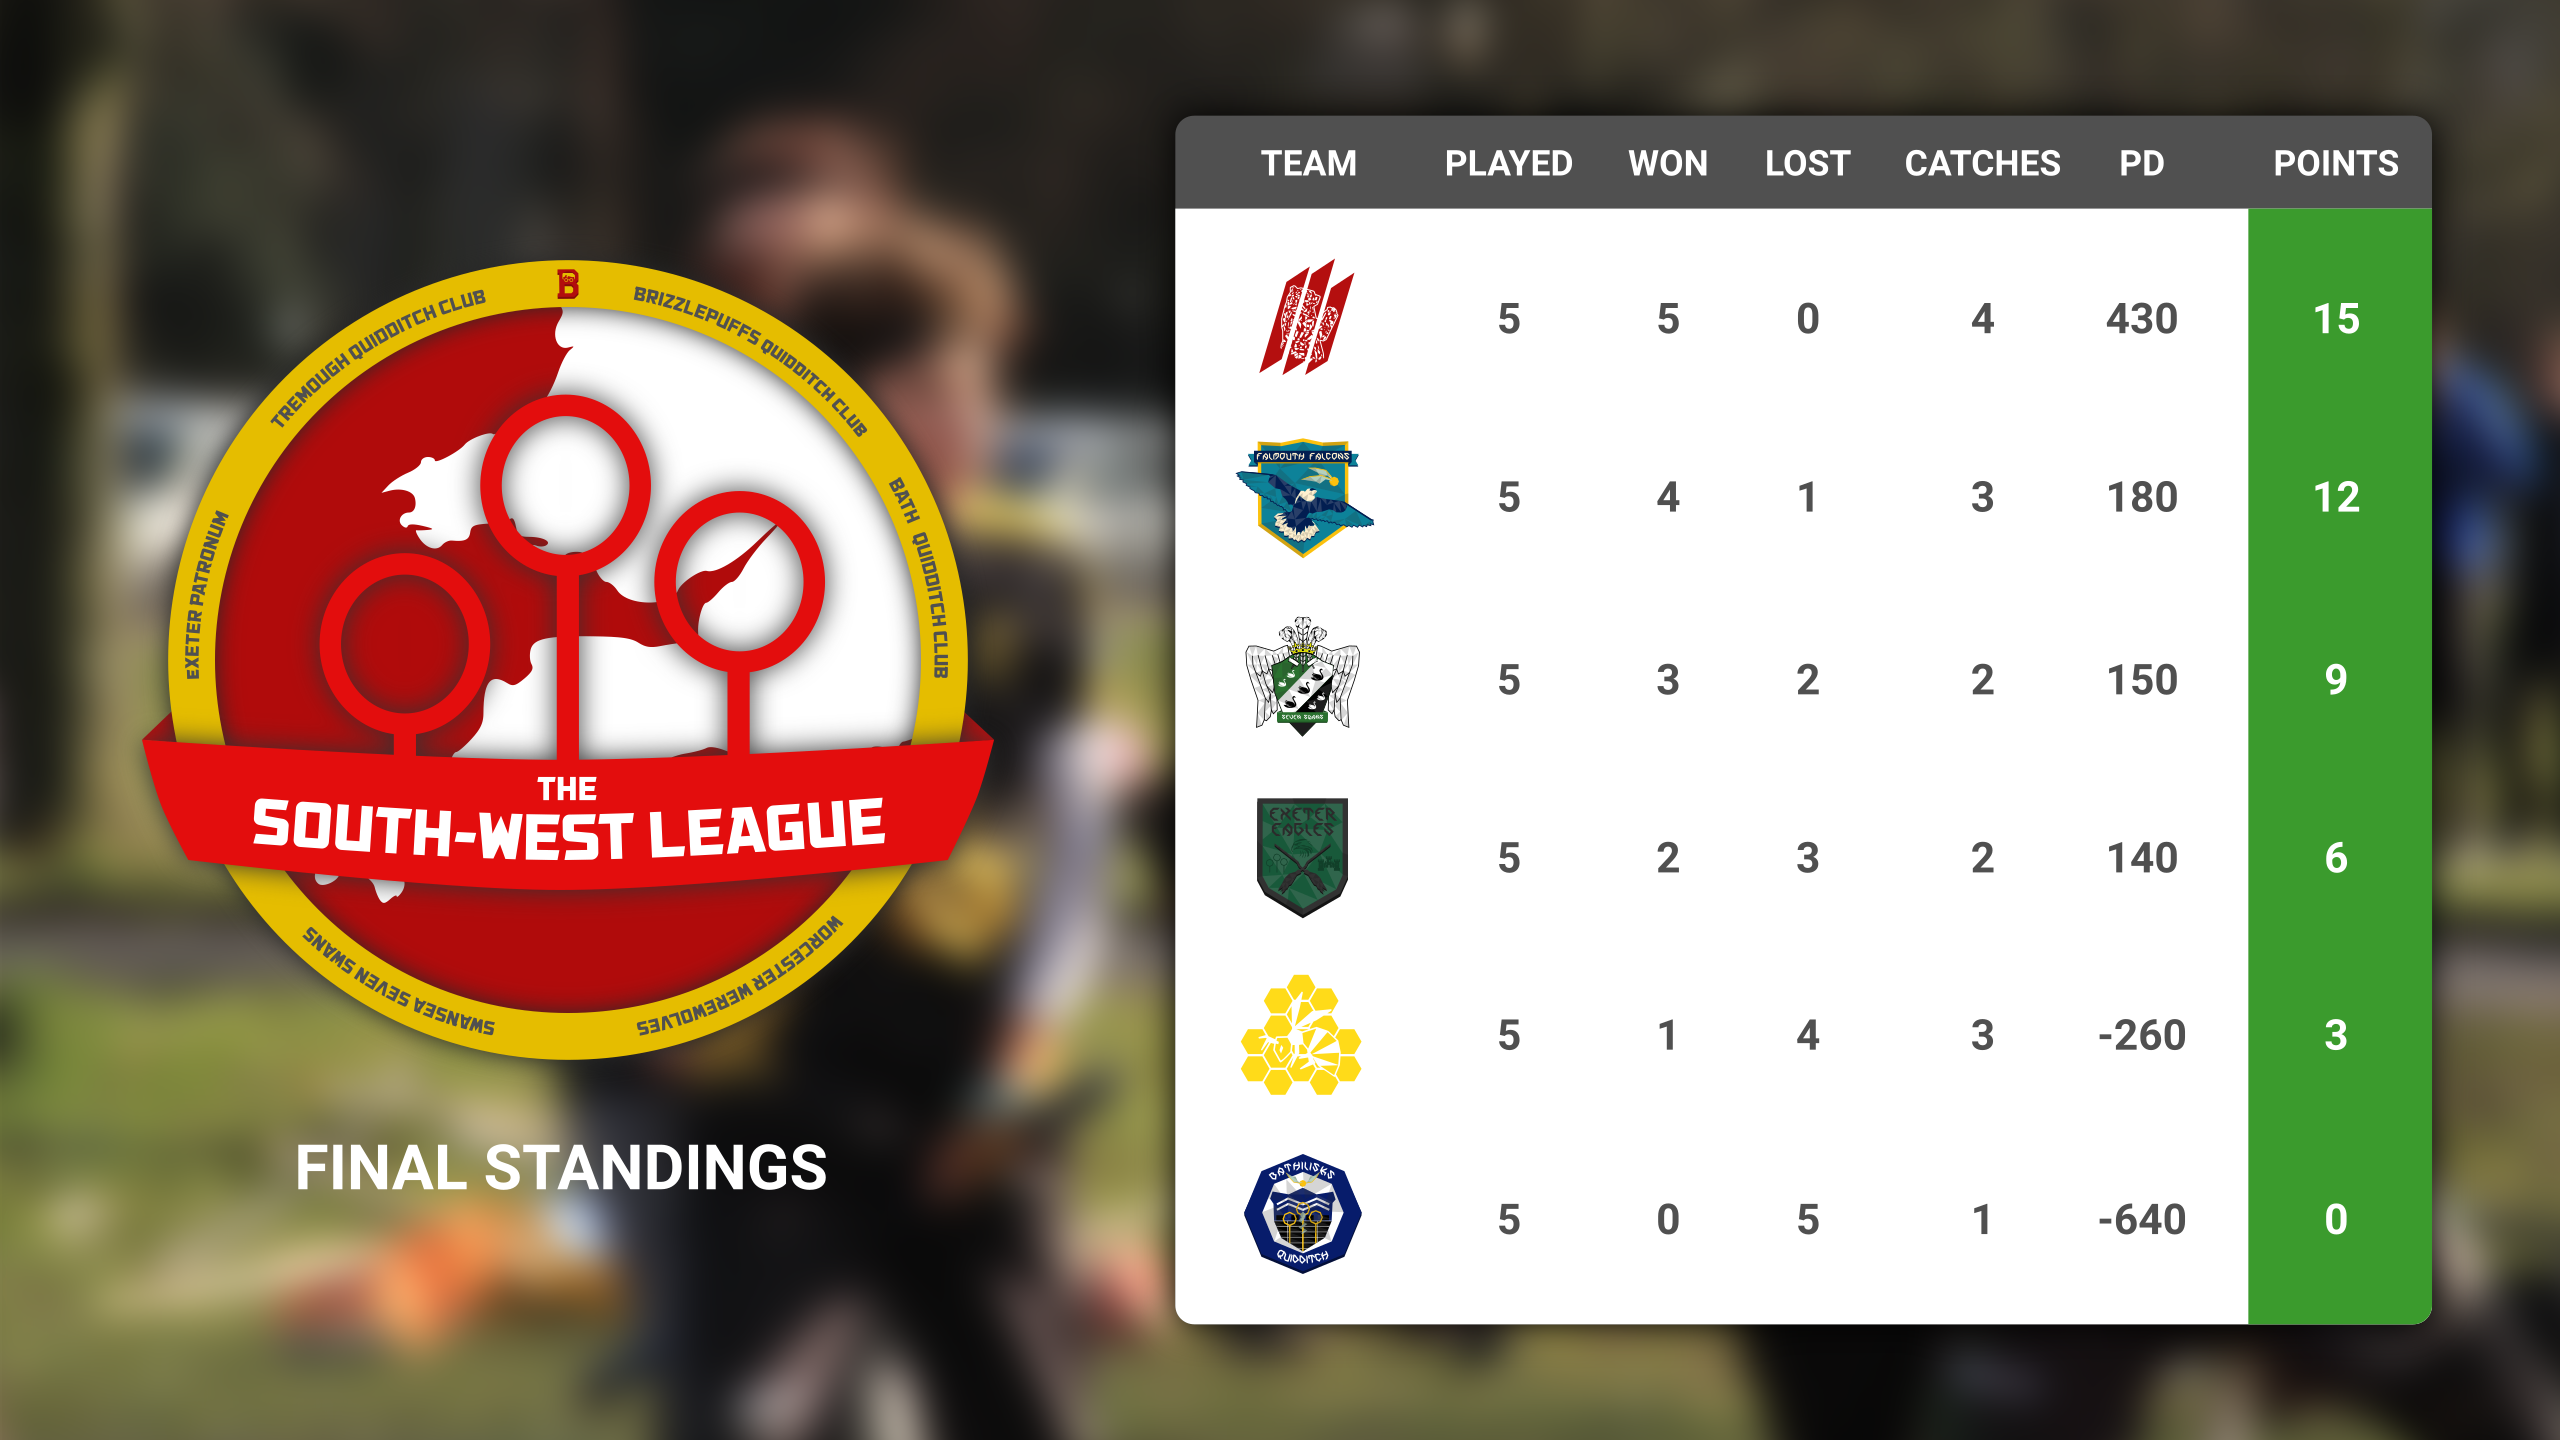 B
TREMOUGH QUIDDITCH CLUB
BRIZZLEPUFFS QUIDDITCH CLUB
BATH QUIDDITCH CLUB
EXETER PATRONUM
THE
SOUTH-WEST LEAGUE
SWANSEA SEVEN SWANS
WORCESTER WEREWOLVES
FINAL STANDINGS
TEAM PLAYED WON LOST CATCHES PD POINTS
5 5 0 4 430 15
FALMOUTH FALCONS
5 4 1 3 180 12
SEVEN SWANS
5 3 2 2 150 9
EXETER
EAGLES
5 2 3 2 140 6
5 1 4 3 -260 3
BATHILISKS
QUIDDITCH
5 0 5 1 -640 0